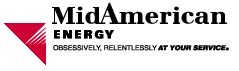 MidAmerican
ENERGY
OBSESSIVELY, RELENTLESSLY AT YOUR SERVICE.